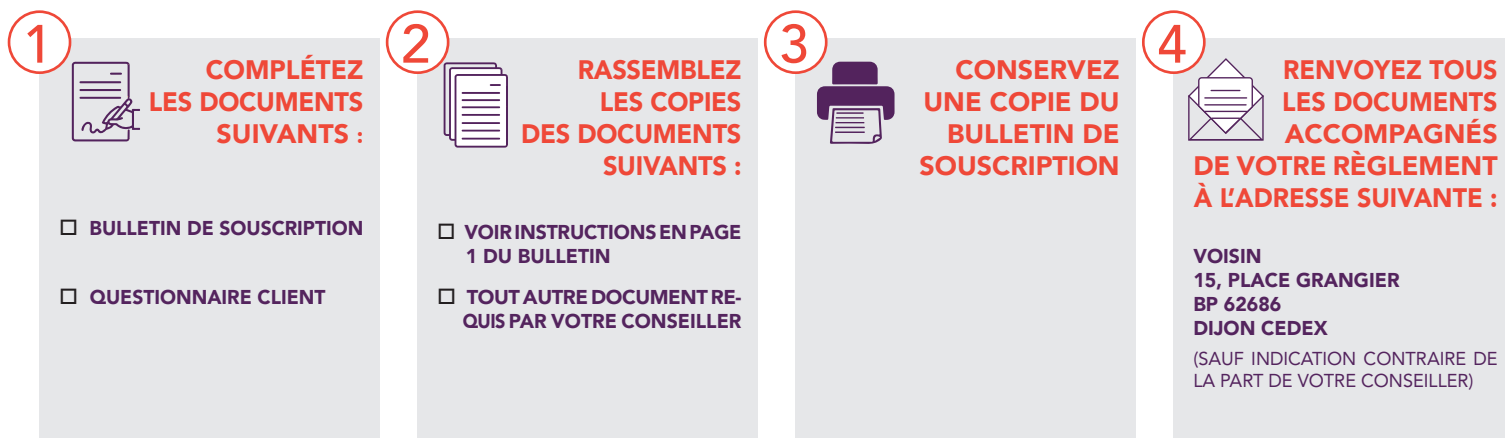 1
COMPLÉTEZ
LES DOCUMENTS
SUIVANTS :
☐ BULLETIN DE SOUSCRIPTION
☐ QUESTIONNAIRE CLIENT
2
RASSEMBLEZ
LES COPIES
DES DOCUMENTS
SUIVANTS :
☐ VOIR INSTRUCTIONS EN PAGE
1 DU BULLETIN
☐ TOUT AUTRE DOCUMENT RE-
QUIS PAR VOTRE CONSEILLER
3
CONSERVEZ
UNE COPIE DU
BULLETIN DE
SOUSCRIPTION
4
RENVOYEZ TOUS
LES DOCUMENTS
ACCOMPAGNÉS
DE VOTRE RÈGLEMENT
À L'ADRESSE SUIVANTE :
VOISIN
15, PLACE GRANGIER
BP 62686
DIJON CEDEX
(SAUF INDICATION CONTRAIRE DE
LA PART DE VOTRE CONSEILLER)